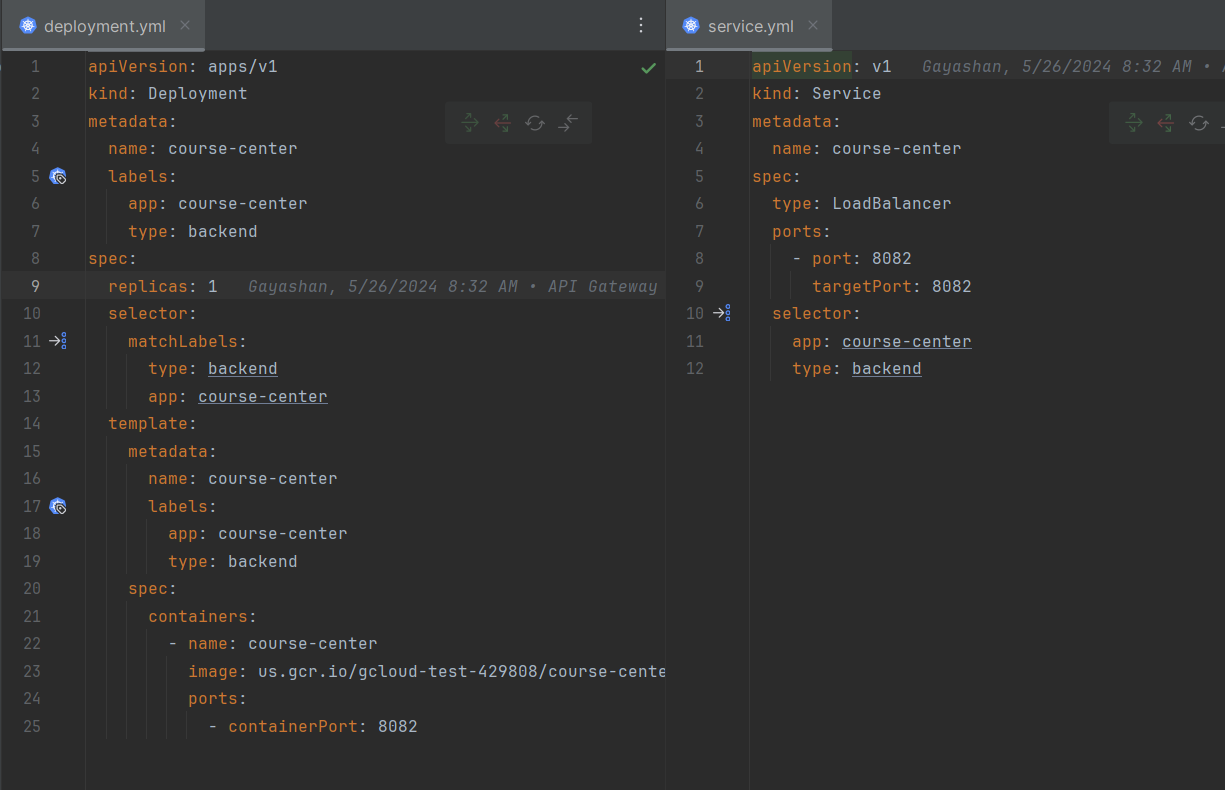 deployment.yml
1 apiVersion: apps/v1
2 kind: Deployment
3 metadata:
4   name: course-center
5   labels:
6     app: course-center
7     type: backend
8 spec:
9   replicas: 1   Gayashan, 5/26/2024 8:32 AM • API Gateway
10   selector:
11     matchLabels:
12       type: backend
13       app: course-center
14   template:
15     metadata:
16       name: course-center
17       labels:
18         app: course-center
19         type: backend
20     spec:
21       containers:
22         - name: course-center
23           image: us.gcr.io/gcloud-test-429808/course-cente
24           ports:
25             - containerPort: 8082
service.yml
1 apiVersion: v1   Gayashan, 5/26/2024 8:32 AM •
2 kind: Service
3 metadata:
4   name: course-center
5 spec:
6   type: LoadBalancer
7   ports:
8     - port: 8082
9       targetPort: 8082
10   selector:
11     app: course-center
12     type: backend